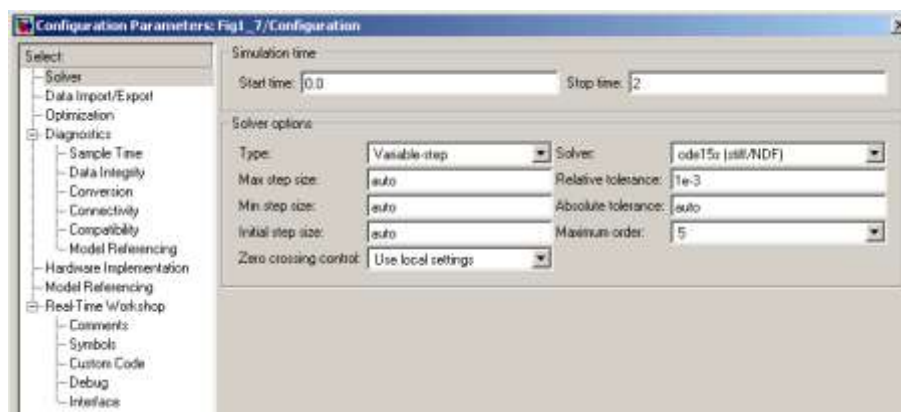 Configuration Parameters: Fig1_7/Configuration
Select:
Solver
Data Import/Export
Optimization
Diagnostics
Sample Time
Data Integrity
Conversion
Connectivity
Compatibility
Model Referencing
Hardware Implementation
Model Referencing
Real-Time Workshop
Comments
Symbols
Custom Code
Debug
Interface
Simulation time
Start time: 0.0 Stop time: 2
Solver options
Type: Variable-step Solver: ode15s (stiff/NDF)
Max step size: auto Relative tolerance: 1e-3
Min step size: auto Absolute tolerance: auto
Initial step size: auto Maximum order: 5
Zero crossing control: Use local settings